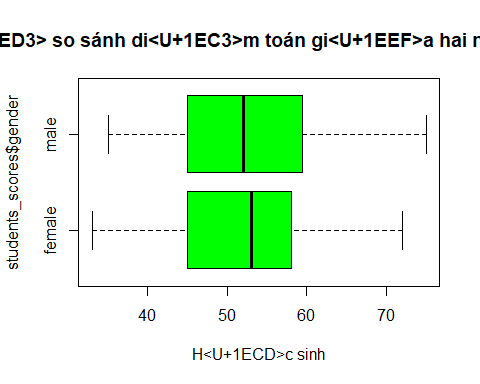 ED3> so sánh di<U+1EC3>m toán gi<U+1EEF>a hai n
students_scores$gender
male
female
40 50 60 70
H<U+1ECD>c sinh